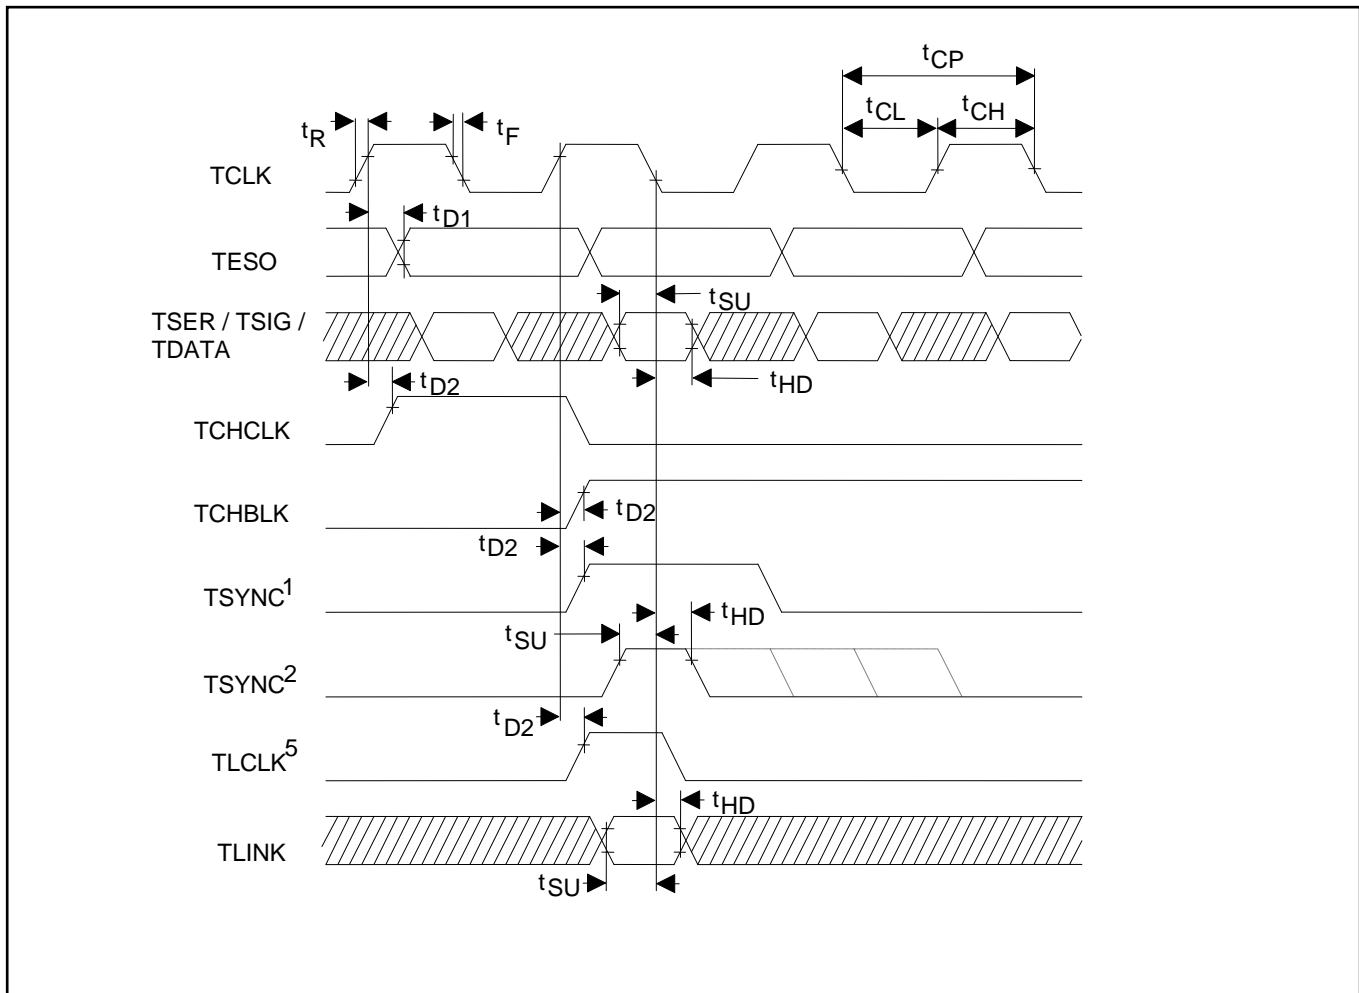 tCP
tCL tCH
tR tF
TCLK
tD1
TESO
tSU
TSER / TSIG /
TDATA
tHD
tD2
TCHCLK
TCHBLK
tD2
tD2
TSYNC1
tHD
tSU
TSYNC2
tD2
TLCLK5
tHD
TLINK
tSU